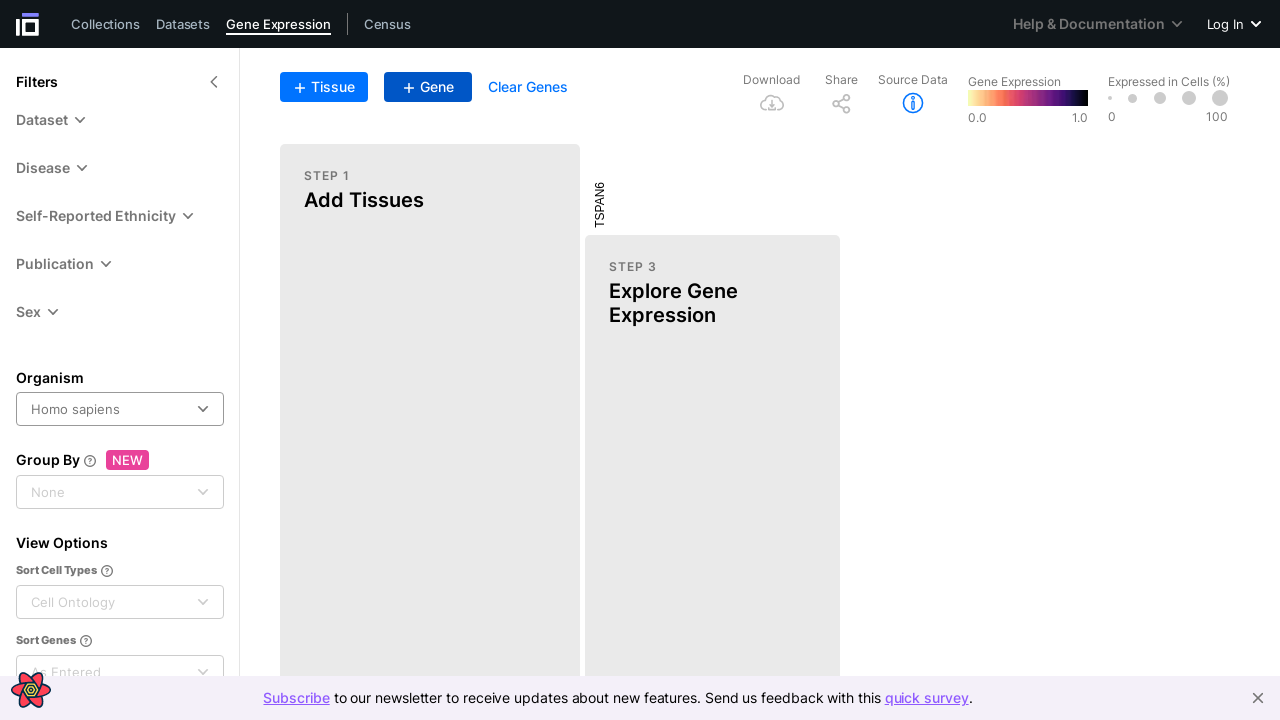 Collections Datasets Gene Expression Census Help & Documentation Log In
Filters
Dataset
Disease
Self-Reported Ethnicity
Publication
Sex
Organism
Homo sapiens
Group By NEW
None
View Options
Sort Cell Types
Cell Ontology
Sort Genes
As Entered
+ Tissue + Gene Clear Genes
Download Share Source Data
Gene Expression
0.0 1.0
Expressed in Cells (%)
0 100
STEP 1
Add Tissues
TSPAN6
STEP 3
Explore Gene
Expression
Subscribe to our newsletter to receive updates about new features. Send us feedback with this quick survey.